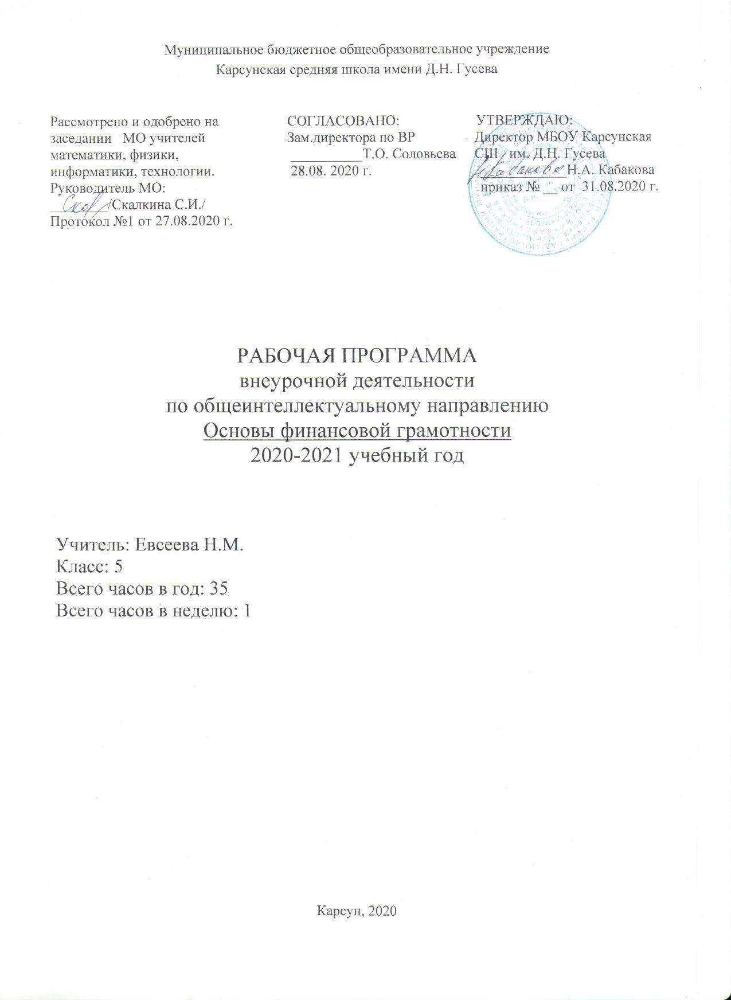 Муниципальное бюджетное общеобразовательное учреждение
Карсунская средняя школа имени Д.Н. Гусева
Рассмотрено и одобрено на
заседании МО учителей
математики, физики,
информатики, технологии.
Руководитель МО:
________/Скалкина С.И./
Протокол №1 от 27.08.2020 г.
СОГЛАСОВАНО:
Зам.директора по ВР
__________Т.О. Соловьева
28.08. 2020 г.
УТВЕРЖДАЮ:
Директор МБОУ Карсунская
СШ им. Д.Н. Гусева
Н.А. Кабакова
приказ № __ от 31.08.2020 г.
РАБОЧАЯ ПРОГРАММА
внеурочной деятельности
по общеинтеллектуальному направлению
Основы финансовой грамотности
2020-2021 учебный год
Учитель: Евсеева Н.М.
Класс: 5
Всего часов в год: 35
Всего часов в неделю: 1
Карсун, 2020